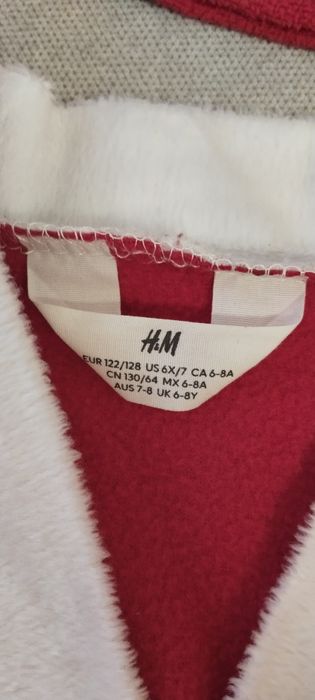 H&M
EUR 122/128 US 6X/7 CA 6-8A
CN 130/64 MX 6-8A
AUS 7-8 UK 6-8Y